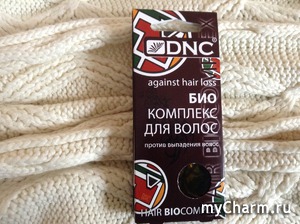 DNC
against hair loss
БИО
КОМПЛЕКС
ДЛЯ ВОЛОС
против выпадения волос
HAIR BIOCOM
myCharm.ru